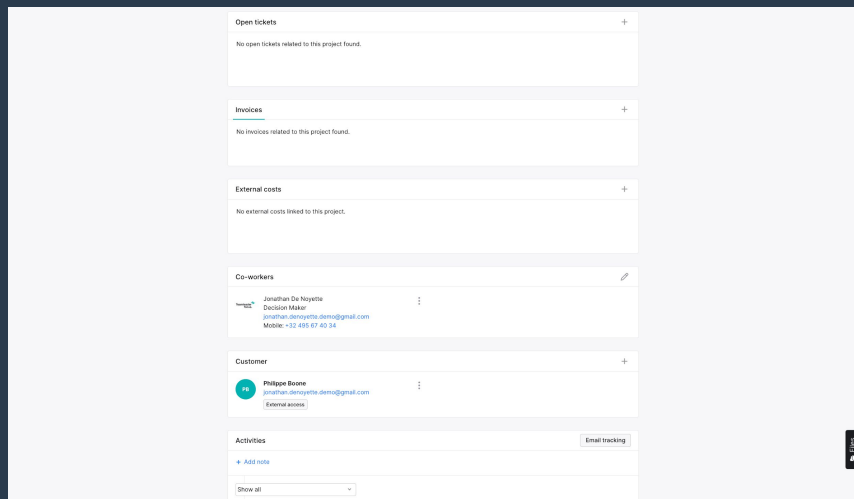 Open tickets
No open tickets related to this project found.
Invoices
No invoices related to this project found.
External costs
No external costs linked to this project.
Co-workers
Jonathan De Noyette
Decision Maker
jonathan.denoyette.demo@gmail.com
Mobile: +32 495 67 40 34
Customer
PB
Philippe Boone
jonathan.denoyette.demo@gmail.com
External access
Activities
Email tracking
+ Add note
Show all
Files